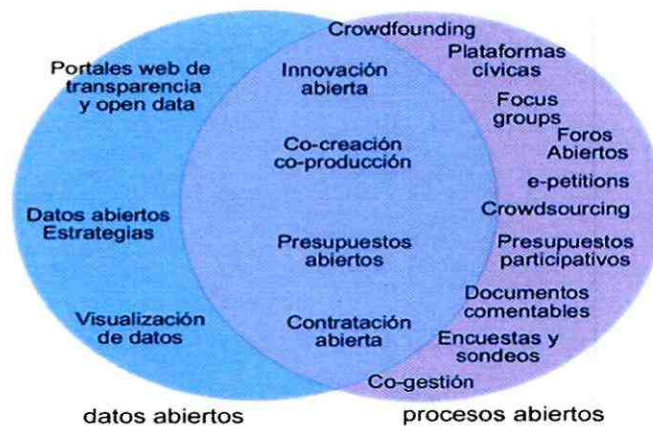 Crowdfounding
Portales web de
transparencia
y open data
Innovación
abierta
Plataformas
cívicas
Focus
groups
Foros
Abiertos
Co-creación
co-producción
e-petitions
Datos abiertos
Estrategias
Crowdsourcing
Presupuestos
abiertos
Presupuestos
participativos
Documentos
comentables
Visualización
de datos
Contratación
abierta
Encuestas y
sondeos
Co-gestión
datos abiertos
procesos abiertos